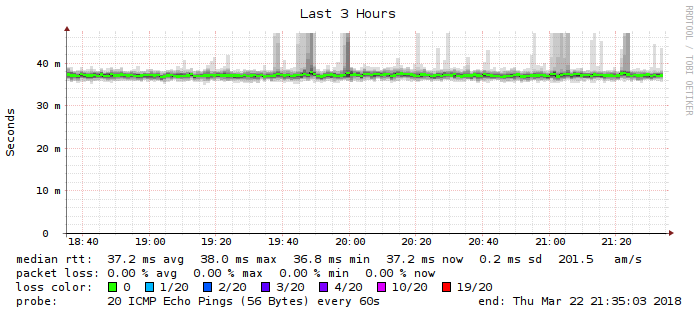 Last 3 Hours
RRDTOOL / TOBI OETIKER
Seconds
40 m
30 m
20 m
10 m
0
18:40 19:00 19:20 19:40 20:00 20:20 20:40 21:00 21:20
median rtt: 37.2 ms avg 38.0 ms max 36.8 ms min 37.2 ms now 0.2 ms sd 201.5 am/s
packet loss: 0.00 % avg 0.00 % max 0.00 % min 0.00 % now
loss color: 0 1/20 2/20 3/20 4/20 10/20 19/20
probe: 20 ICMP Echo Pings (56 Bytes) every 60s end: Thu Mar 22 21:35:03 2018